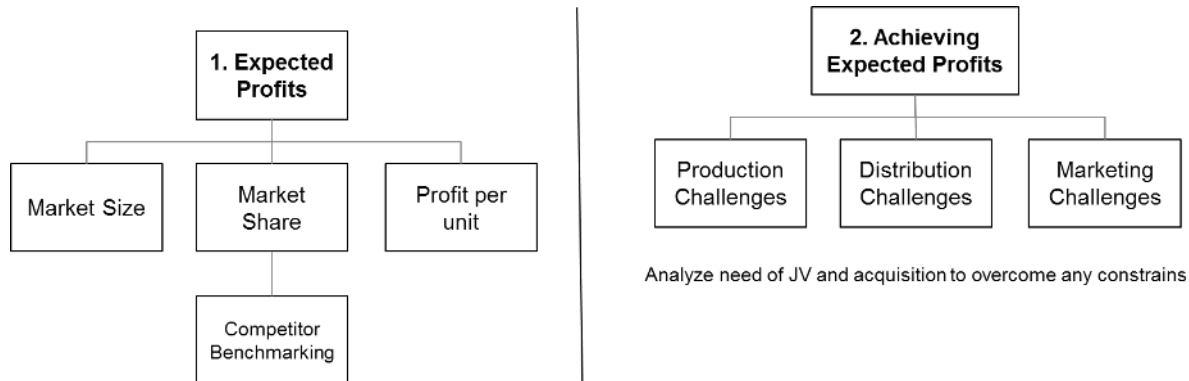 1. Expected
Profits
Market Size
Market
Share
Profit per
unit
Competitor
Benchmarking
2. Achieving
Expected Profits
Production
Challenges
Distribution
Challenges
Marketing
Challenges
Analyze need of JV and acquisition to overcome any constrains